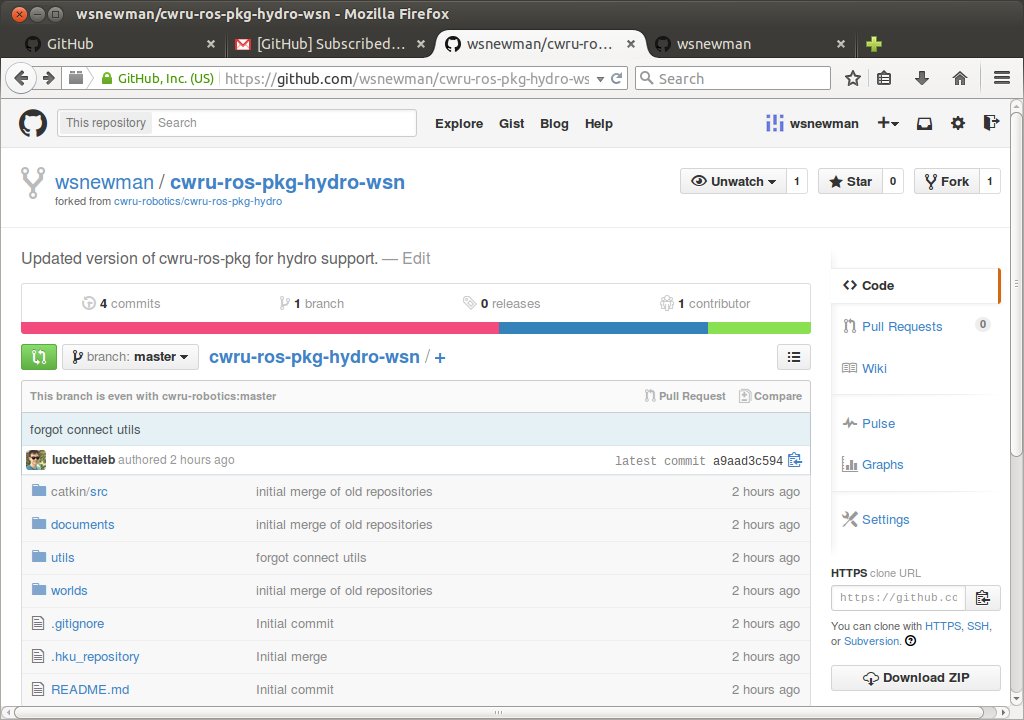 wsnewman/cwru-ros-pkg-hydro-wsn - Mozilla Firefox
GitHub × [GitHub] Subscribed... × wsnewman/cwru-ro... × wsnewman ×
GitHub, Inc. (US) https://github.com/wsnewman/cwru-ros-pkg-hydro-ws Search
This repository Search Explore Gist Blog Help wsnewman
wsnewman / cwru-ros-pkg-hydro-wsn Unwatch 1 Star 0 Fork 1
forked from cwru-robotics/cwru-ros-pkg-hydro
Updated version of cwru-ros-pkg for hydro support. — Edit
4 commits 1 branch 0 releases 1 contributor
branch: master cwru-ros-pkg-hydro-wsn / +
This branch is even with cwru-robotics:master Pull Request Compare
forgot connect utils
lucbettaieb authored 2 hours ago latest commit a9aad3c594
catkin/src initial merge of old repositories 2 hours ago
documents initial merge of old repositories 2 hours ago
utils forgot connect utils 2 hours ago
worlds initial merge of old repositories 2 hours ago
.gitignore Initial commit 2 hours ago
.hku_repository Initial merge 2 hours ago
README.md Initial commit 2 hours ago
Code
Pull Requests 0
Wiki
Pulse
Graphs
Settings
HTTPS clone URL
https://github.cc
You can clone with HTTPS, SSH,
or Subversion.
Download ZIP